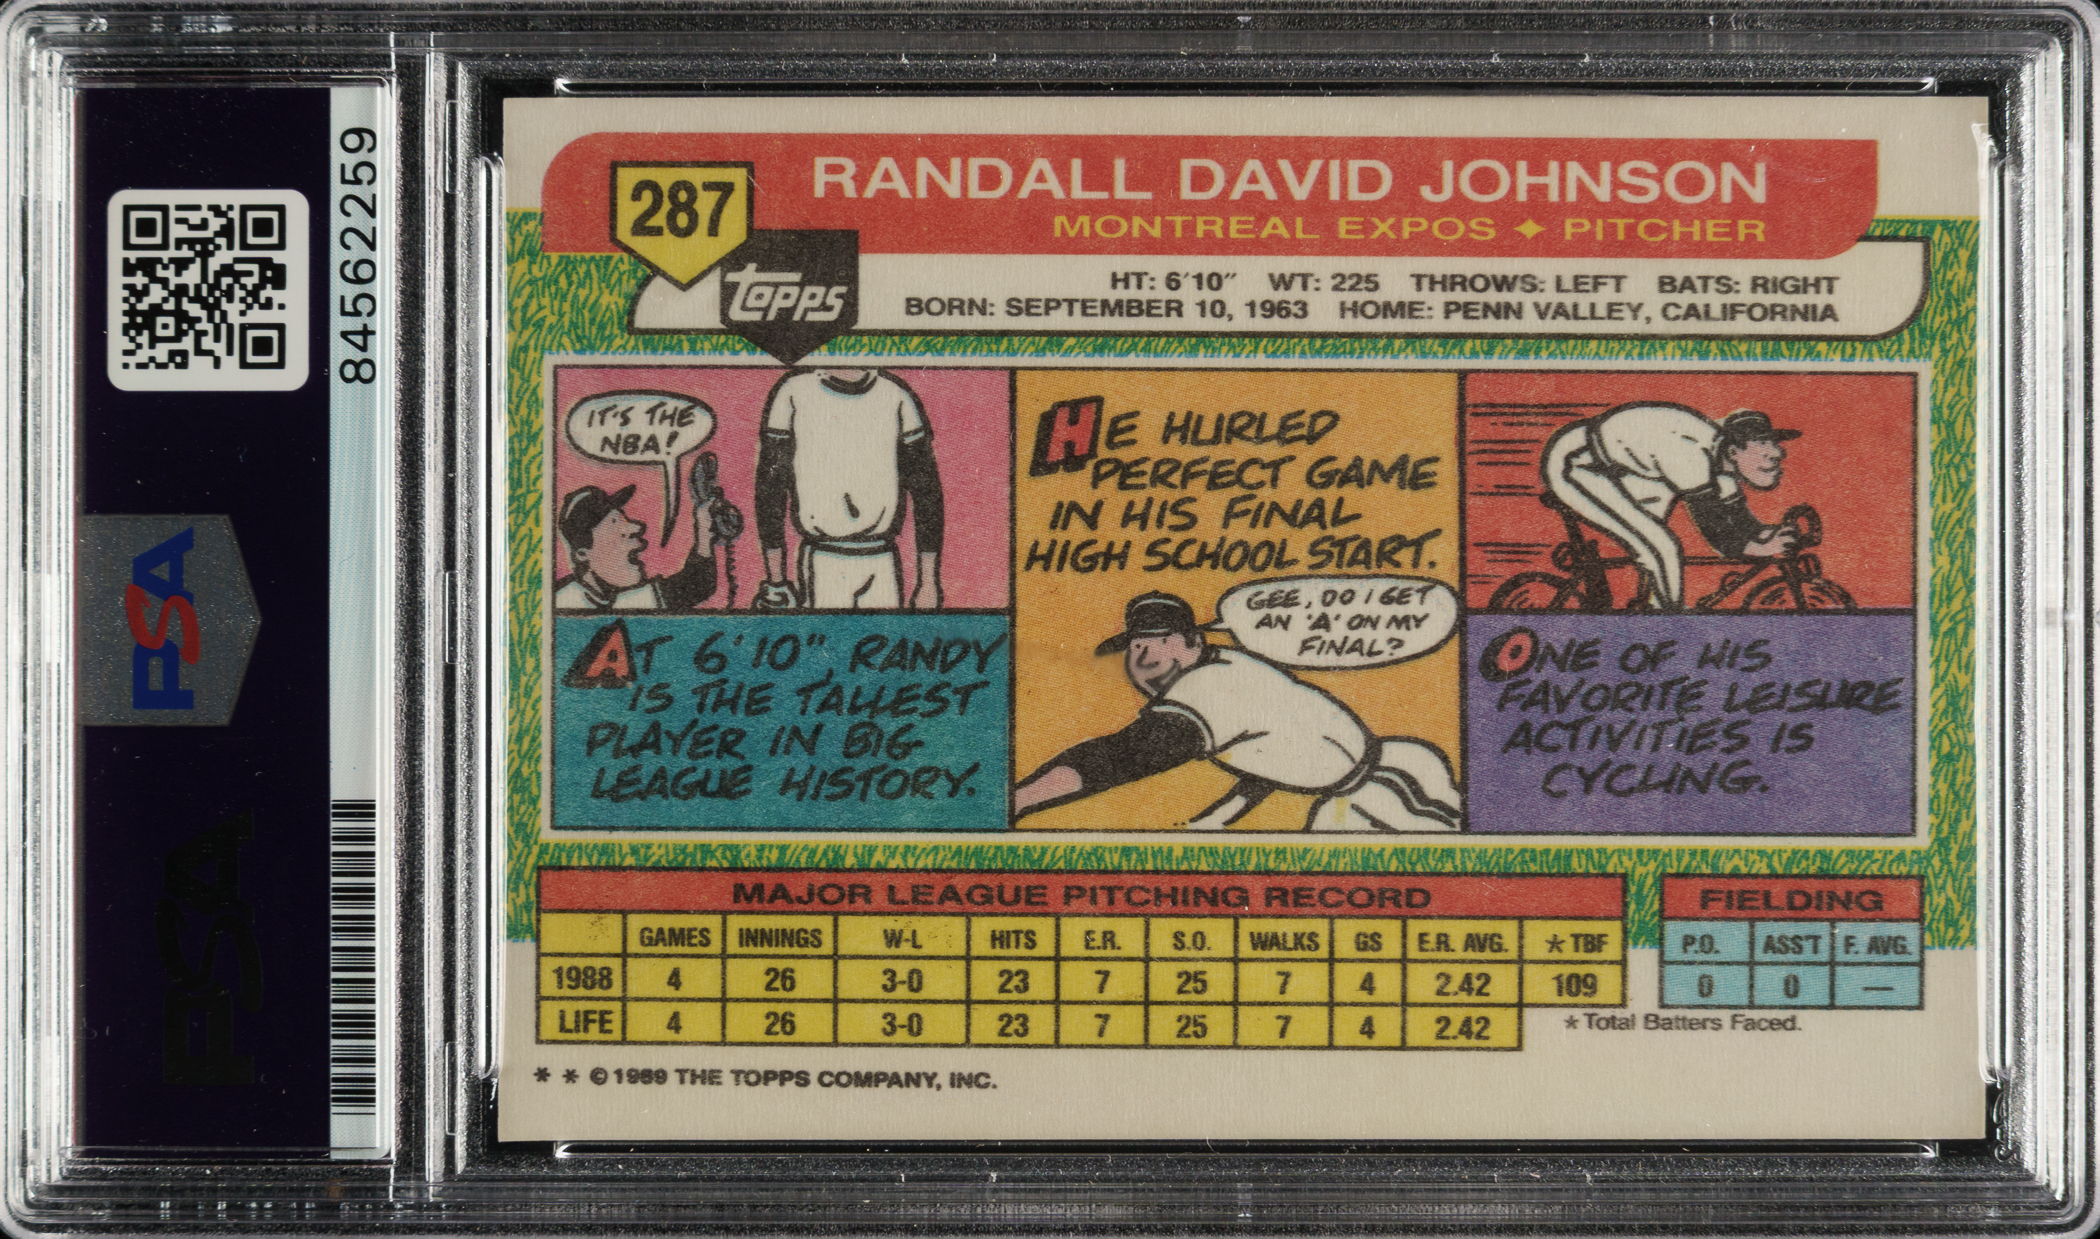 84562259
PSA
PSA
287
RANDALL DAVID JOHNSON
MONTREAL EXPOS ✦ PITCHER
topps
HT: 6'10" WT: 225 THROWS: LEFT BATS: RIGHT
BORN: SEPTEMBER 10, 1963 HOME: PENN VALLEY, CALIFORNIA
IT'S THE
NBA!
AT 6'10", RANDY
IS THE TALLEST
PLAYER IN BIG
LEAGUE HISTORY.
HE HURLED
PERFECT GAME
IN HIS FINAL
HIGH SCHOOL START.
GEE, DO I GET
AN 'A' ON MY
FINAL?
ONE OF HIS
FAVORITE LEISURE
ACTIVITIES IS
CYCLING.
MAJOR LEAGUE PITCHING RECORD
GAMES INNINGS W-L HITS E.R. S.O. WALKS GS E.R. AVG. *TBF
1988 4 26 3-0 23 7 25 7 4 2.42 109
LIFE 4 26 3-0 23 7 25 7 4 2.42
FIELDING
P.O. ASS'T F. AVG.
0 0 —
*Total Batters Faced.
* * © 1989 THE TOPPS COMPANY, INC.